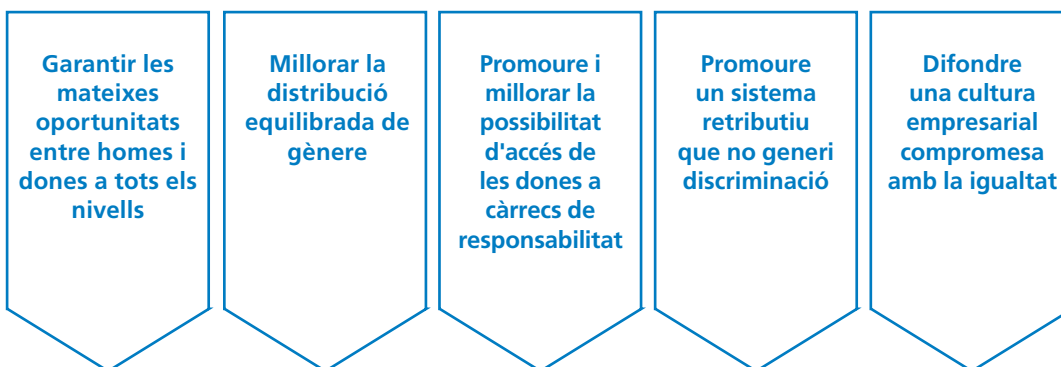 Garantir les
mateixes
oportunitats
entre homes i
dones a tots els
nivells
Millorar la
distribució
equilibrada de
gènere
Promoure i
millorar la
possibilitat
d'accés de
les dones a
càrrecs de
responsabilitat
Promoure
un sistema
retributiu
que no generi
discriminació
Difondre
una cultura
empresarial
compromesa
amb la igualtat